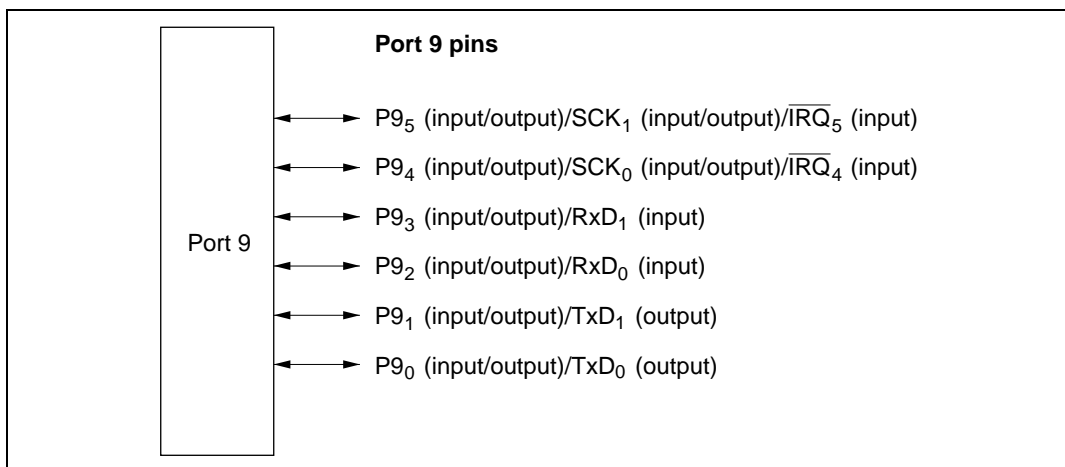 Port 9 pins
P9₅ (input/output)/SCK₁ (input/output)/I̅R̅Q̅₅ (input)
P9₄ (input/output)/SCK₀ (input/output)/I̅R̅Q̅₄ (input)
P9₃ (input/output)/RxD₁ (input)
Port 9
P9₂ (input/output)/RxD₀ (input)
P9₁ (input/output)/TxD₁ (output)
P9₀ (input/output)/TxD₀ (output)